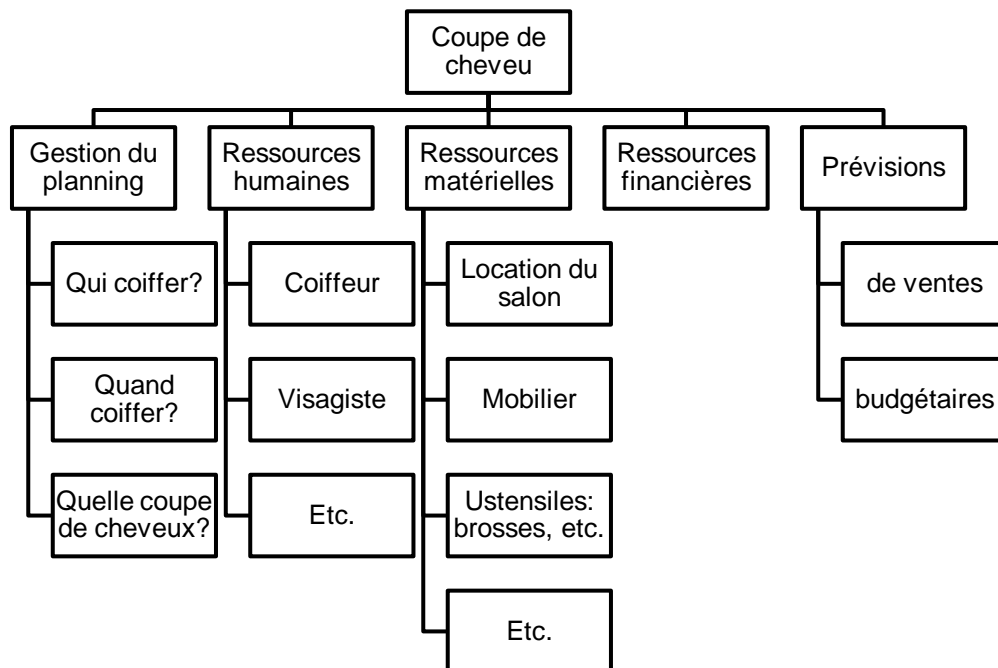 Coupe de
cheveu
Gestion du
planning
Ressources
humaines
Ressources
matérielles
Ressources
financières
Prévisions
Qui coiffer?
Quand
coiffer?
Quelle coupe
de cheveux?
Coiffeur
Visagiste
Etc.
Location du
salon
Mobilier
Ustensiles:
brosses, etc.
Etc.
de ventes
budgétaires